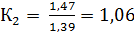 К₂ = 1,47/1,39 = 1,06